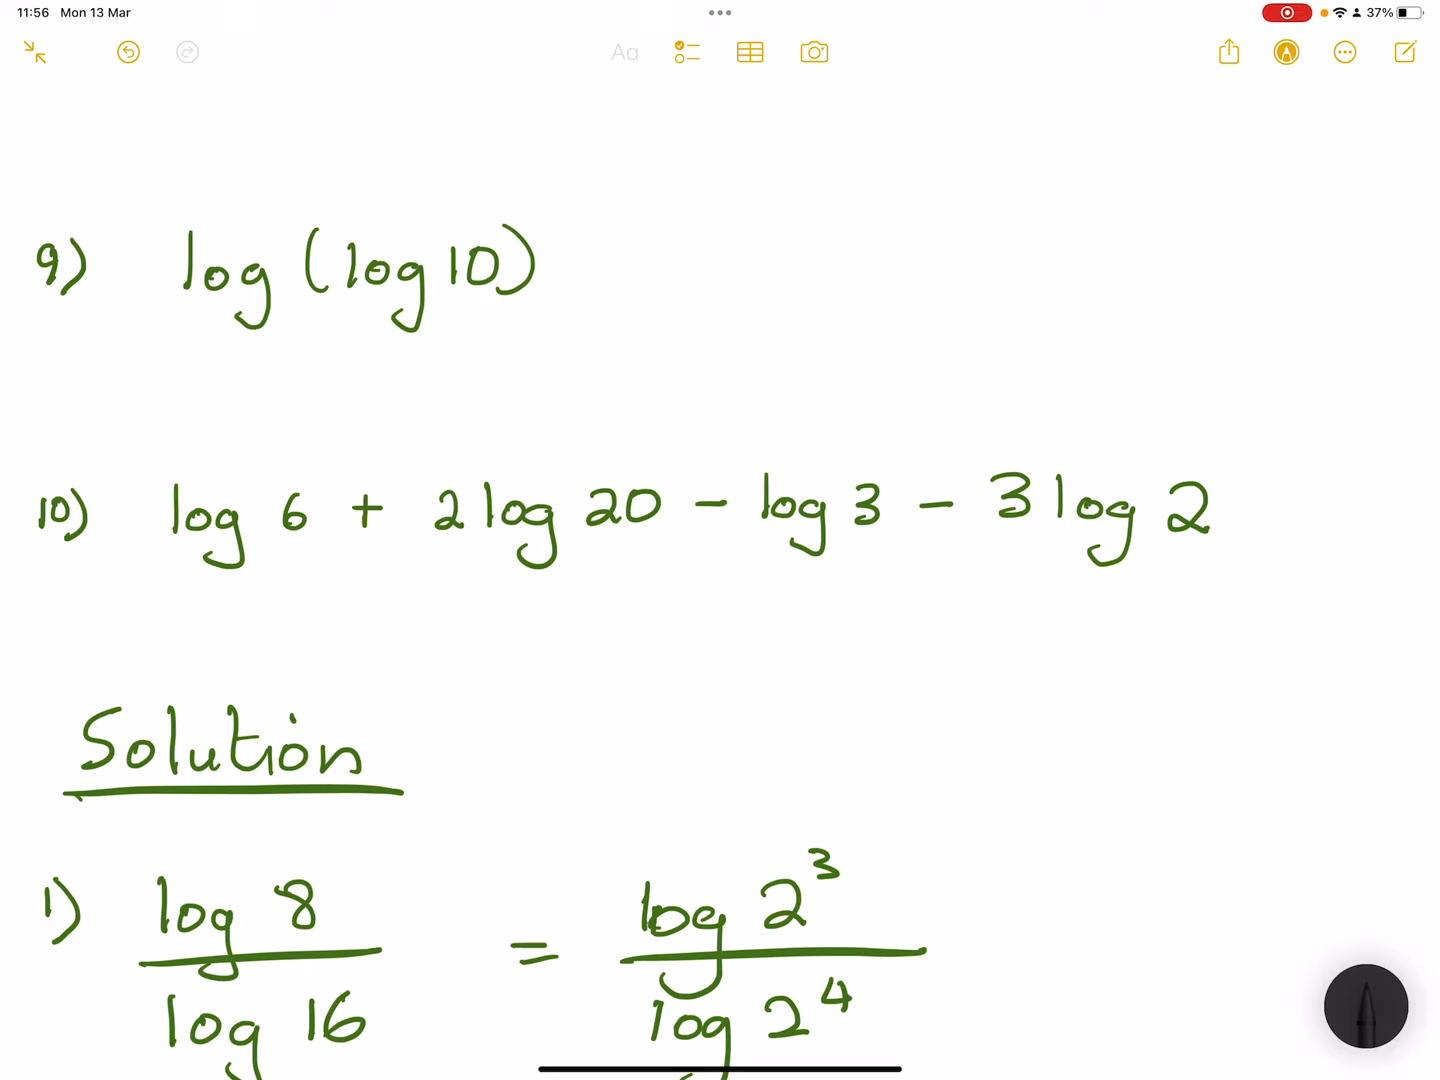 11:56 Mon 13 Mar 37%
Aa
9) log (log 10)
10) log 6 + 2 log 20 - log 3 - 3 log 2
Solution
1) log 8 / log 16 = log 2³ / log 2⁴